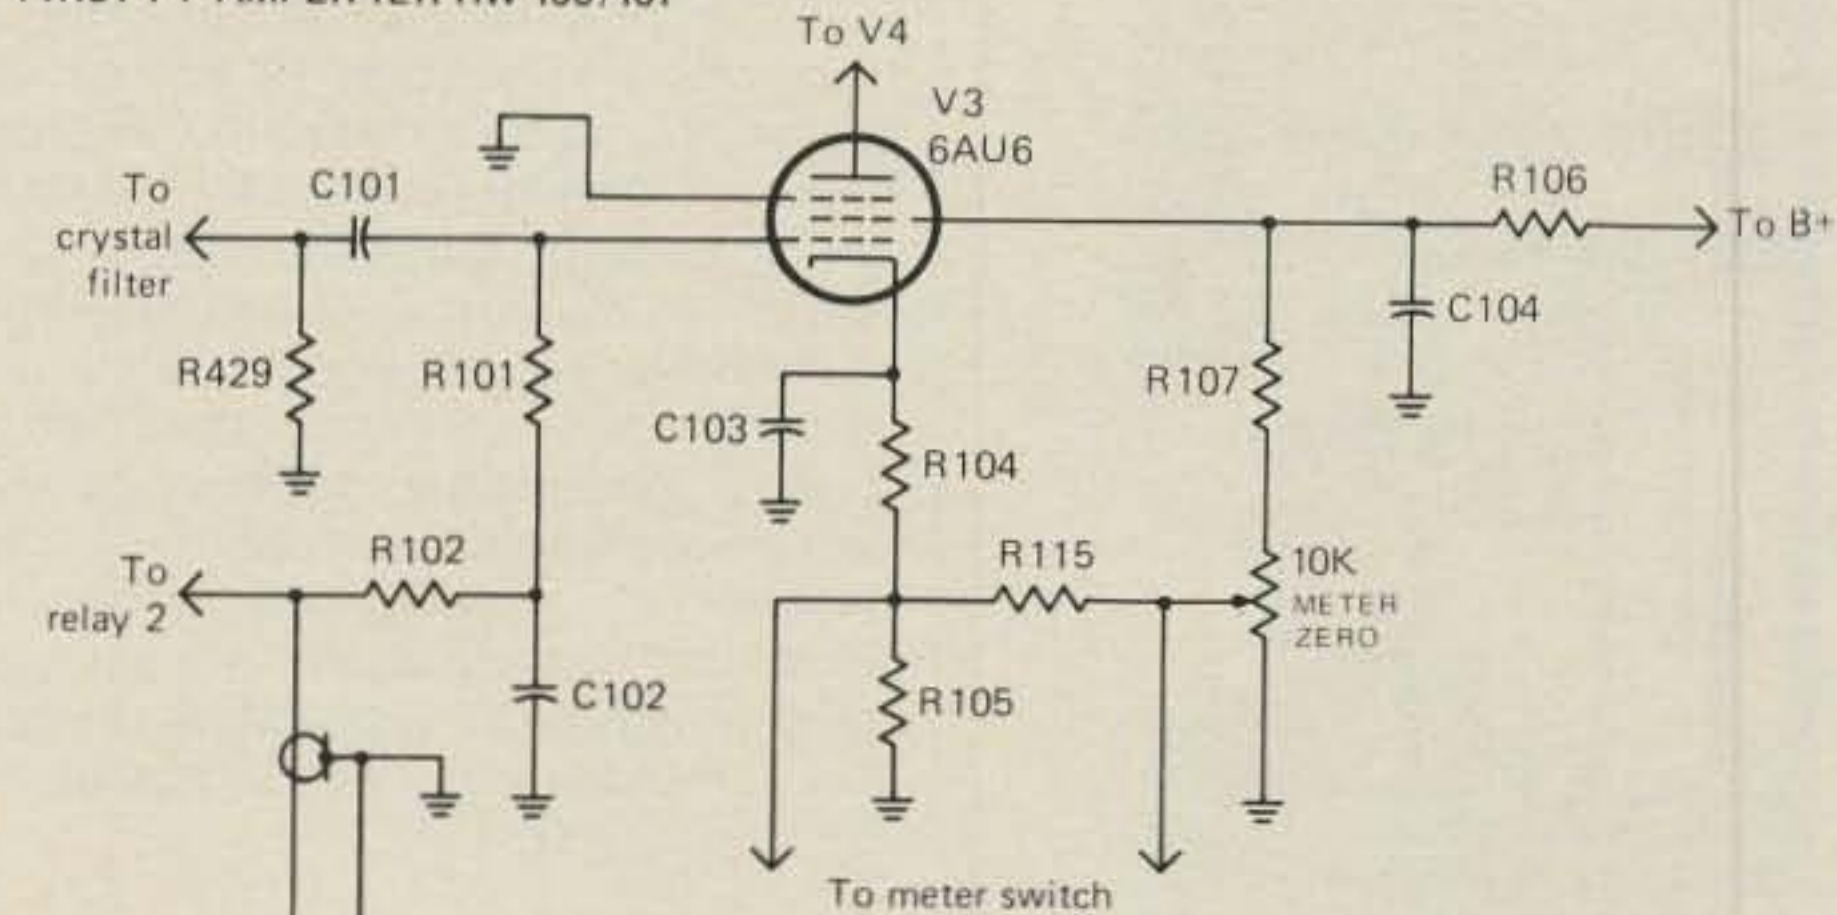 To V4
V3
6AU6
To
crystal
filter
C101
R106
To B+
C104
R429
R101
R107
C103
R104
R102
To
relay 2
R115
10K
METER
ZERO
C102
R105
To meter switch